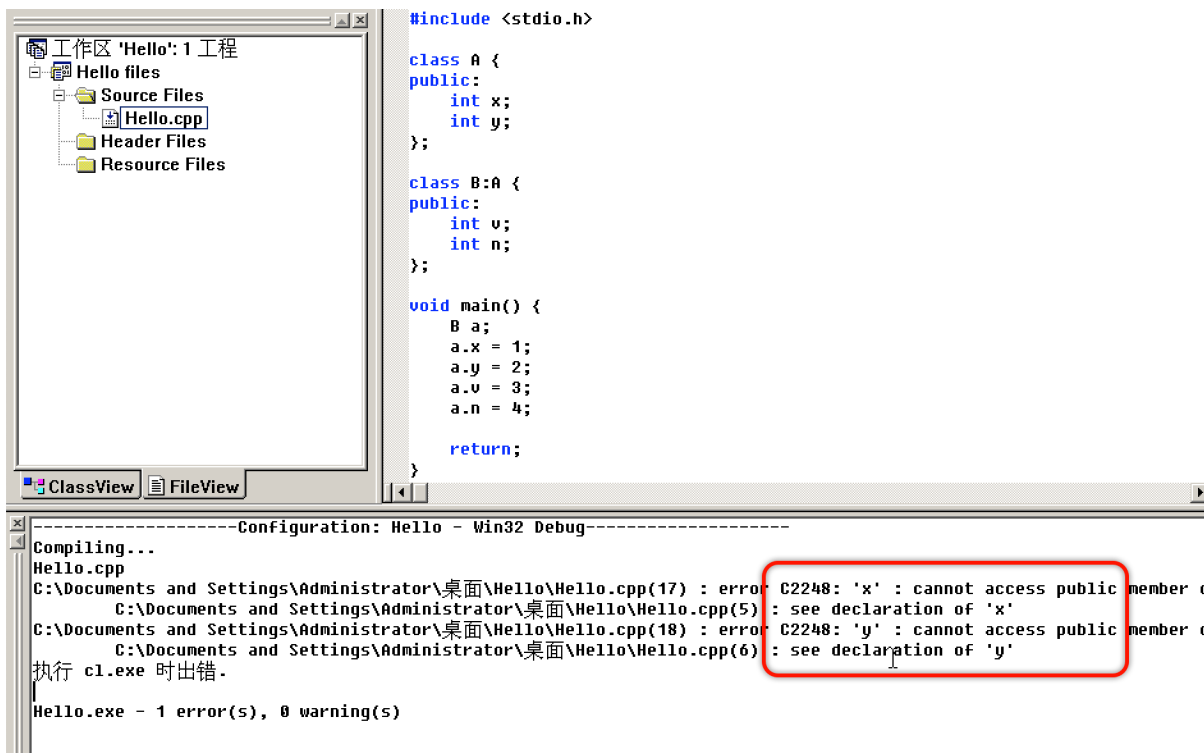 工作区 'Hello': 1 工程
Hello files
Source Files
Hello.cpp
Header Files
Resource Files
ClassView
FileView
#include <stdio.h>
class A {
public:
int x;
int y;
};
class B:A {
public:
int v;
int n;
};
void main() {
B a;
a.x = 1;
a.y = 2;
a.v = 3;
a.n = 4;
return;
}
--------------------Configuration: Hello - Win32 Debug--------------------
Compiling...
Hello.cpp
C:\Documents and Settings\Administrator\桌面\Hello\Hello.cpp(17) : error C2248: 'x' : cannot access public member
C:\Documents and Settings\Administrator\桌面\Hello\Hello.cpp(5) : see declaration of 'x'
C:\Documents and Settings\Administrator\桌面\Hello\Hello.cpp(18) : error C2248: 'y' : cannot access public member
C:\Documents and Settings\Administrator\桌面\Hello\Hello.cpp(6) : see declaration of 'y'
执行 cl.exe 时出错.
Hello.exe - 1 error(s), 0 warning(s)